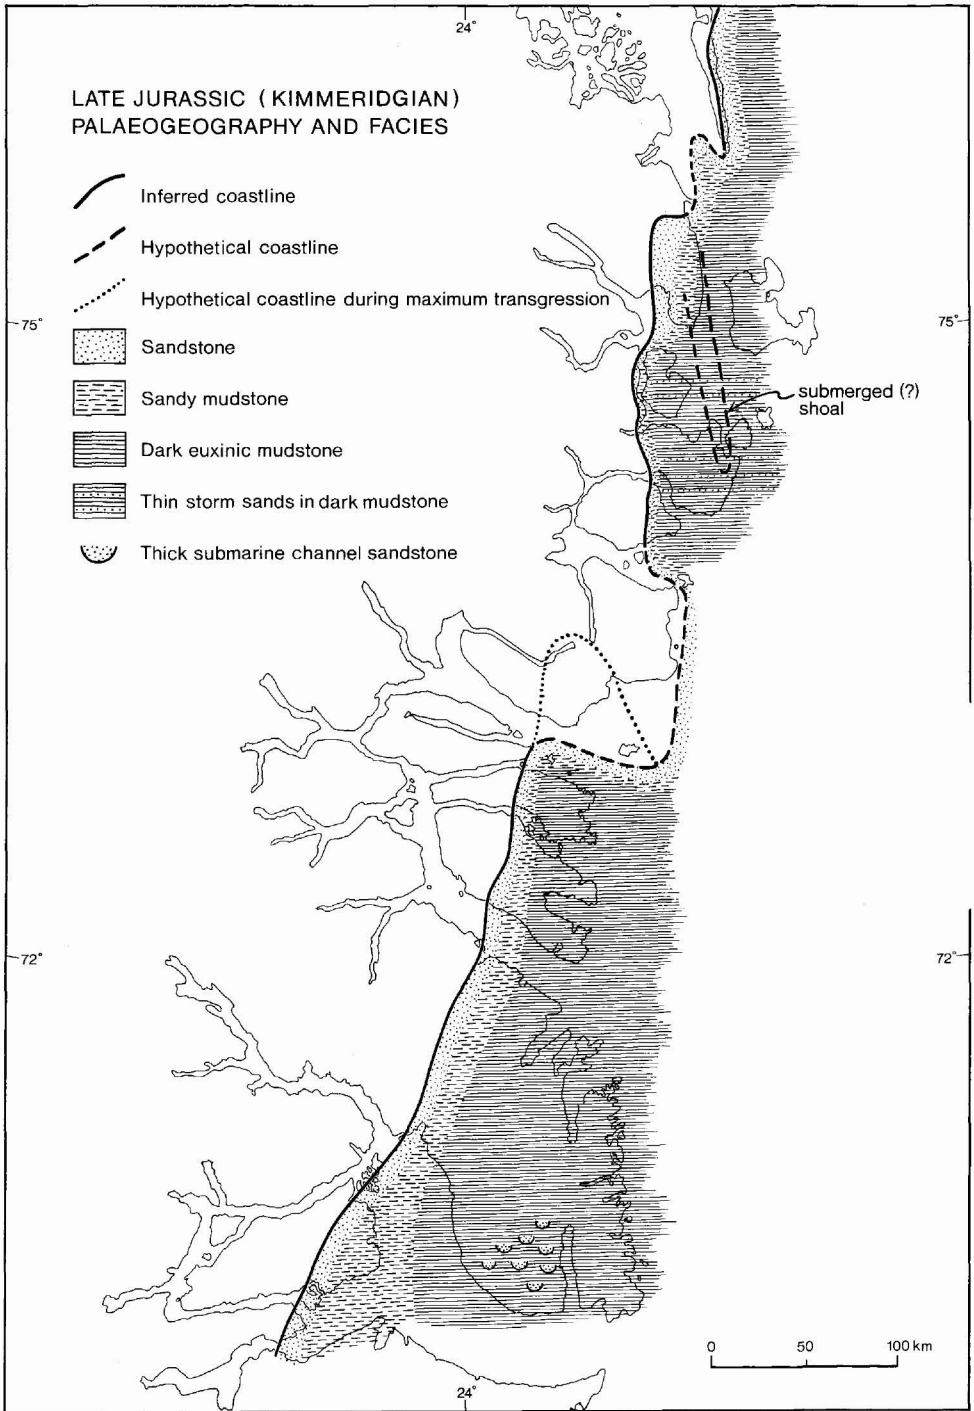 24°
LATE JURASSIC ( KIMMERIDGIAN )
PALAEOGEOGRAPHY AND FACIES
Inferred coastline
Hypothetical coastline
Hypothetical coastline during maximum transgression
75°
75°
Sandstone
submerged (?)
shoal
Sandy mudstone
Dark euxinic mudstone
Thin storm sands in dark mudstone
Thick submarine channel sandstone
72°
72°
0 50 100 km
24°